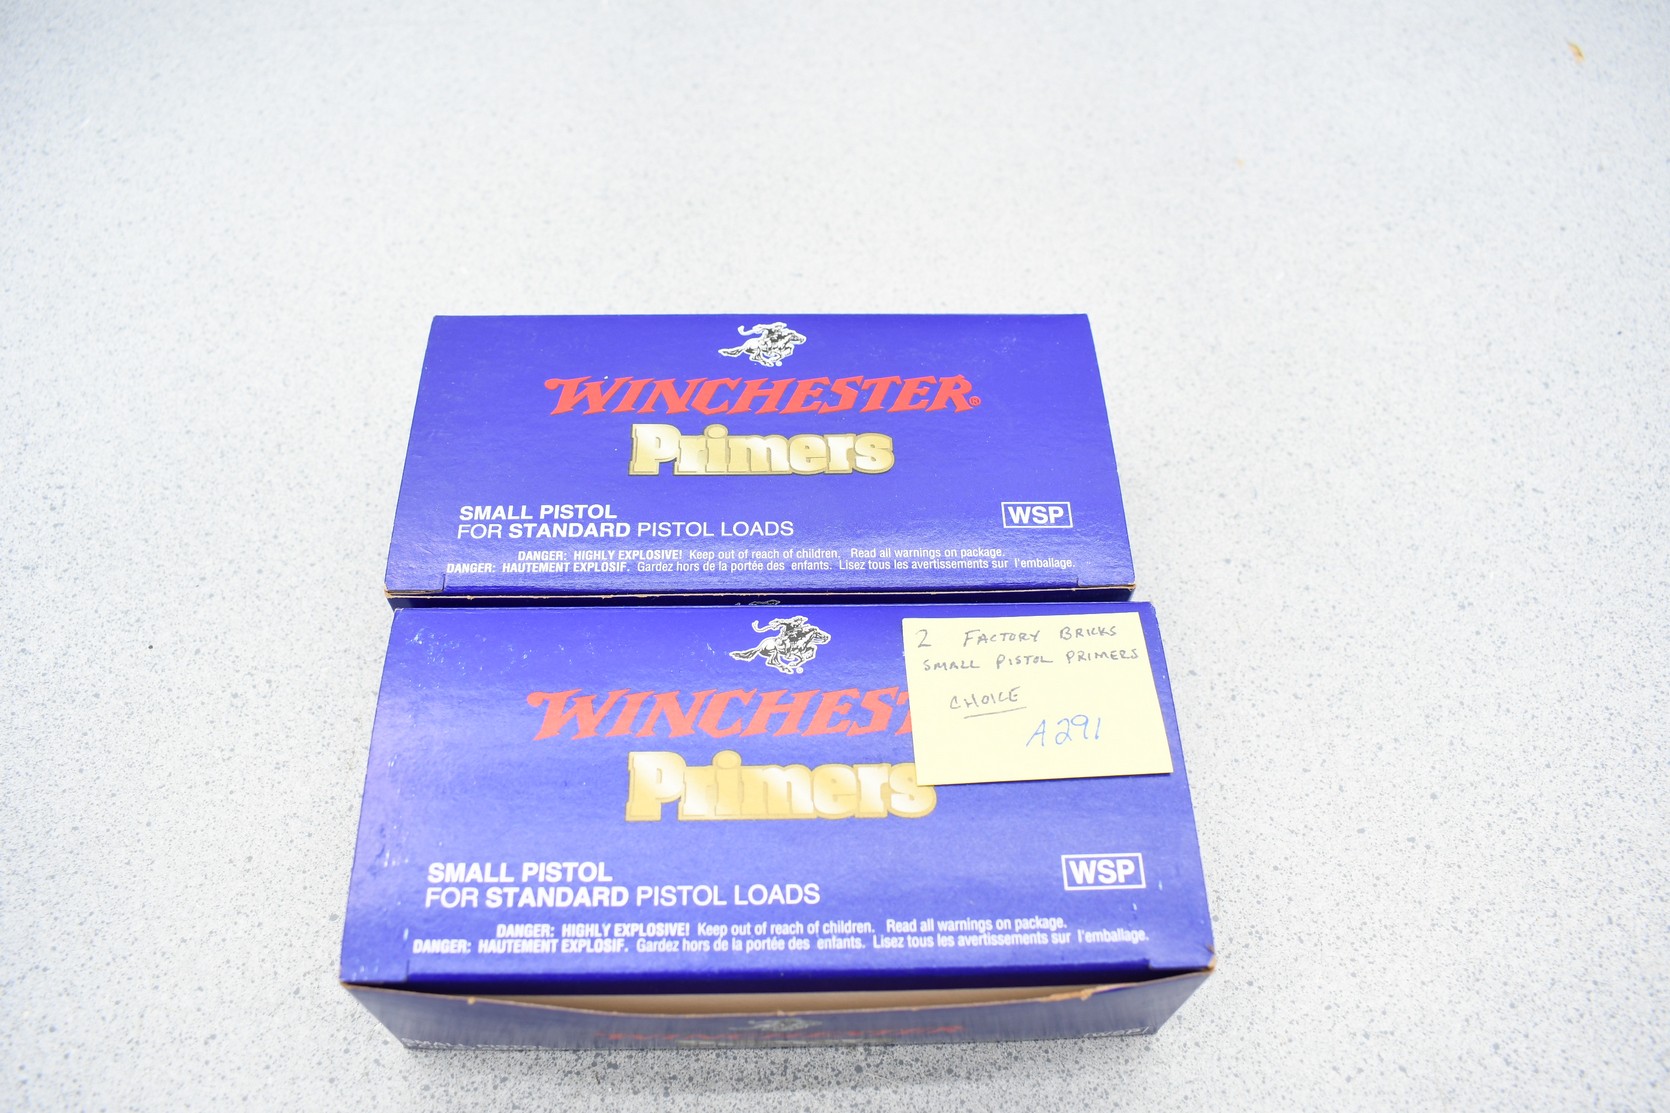 WINCHESTER®
Primers
SMALL PISTOL
FOR STANDARD PISTOL LOADS
WSP
DANGER: HIGHLY EXPLOSIVE! Keep out of reach of children. Read all warnings on package.
DANGER: HAUTEMENT EXPLOSIF. Gardez hors de la portée des enfants. Lisez tous les avertissements sur l'emballage.
2 FACTORY BRICKS
SMALL PISTOL PRIMERS
CHOICE
A291
WINCHES
Primers
SMALL PISTOL
FOR STANDARD PISTOL LOADS
WSP
DANGER: HIGHLY EXPLOSIVE! Keep out of reach of children. Read all warnings on package.
DANGER: HAUTEMENT EXPLOSIF. Gardez hors de la portée des enfants. Lisez tous les avertissements sur l'emballage.
WINCHESTER
WSP